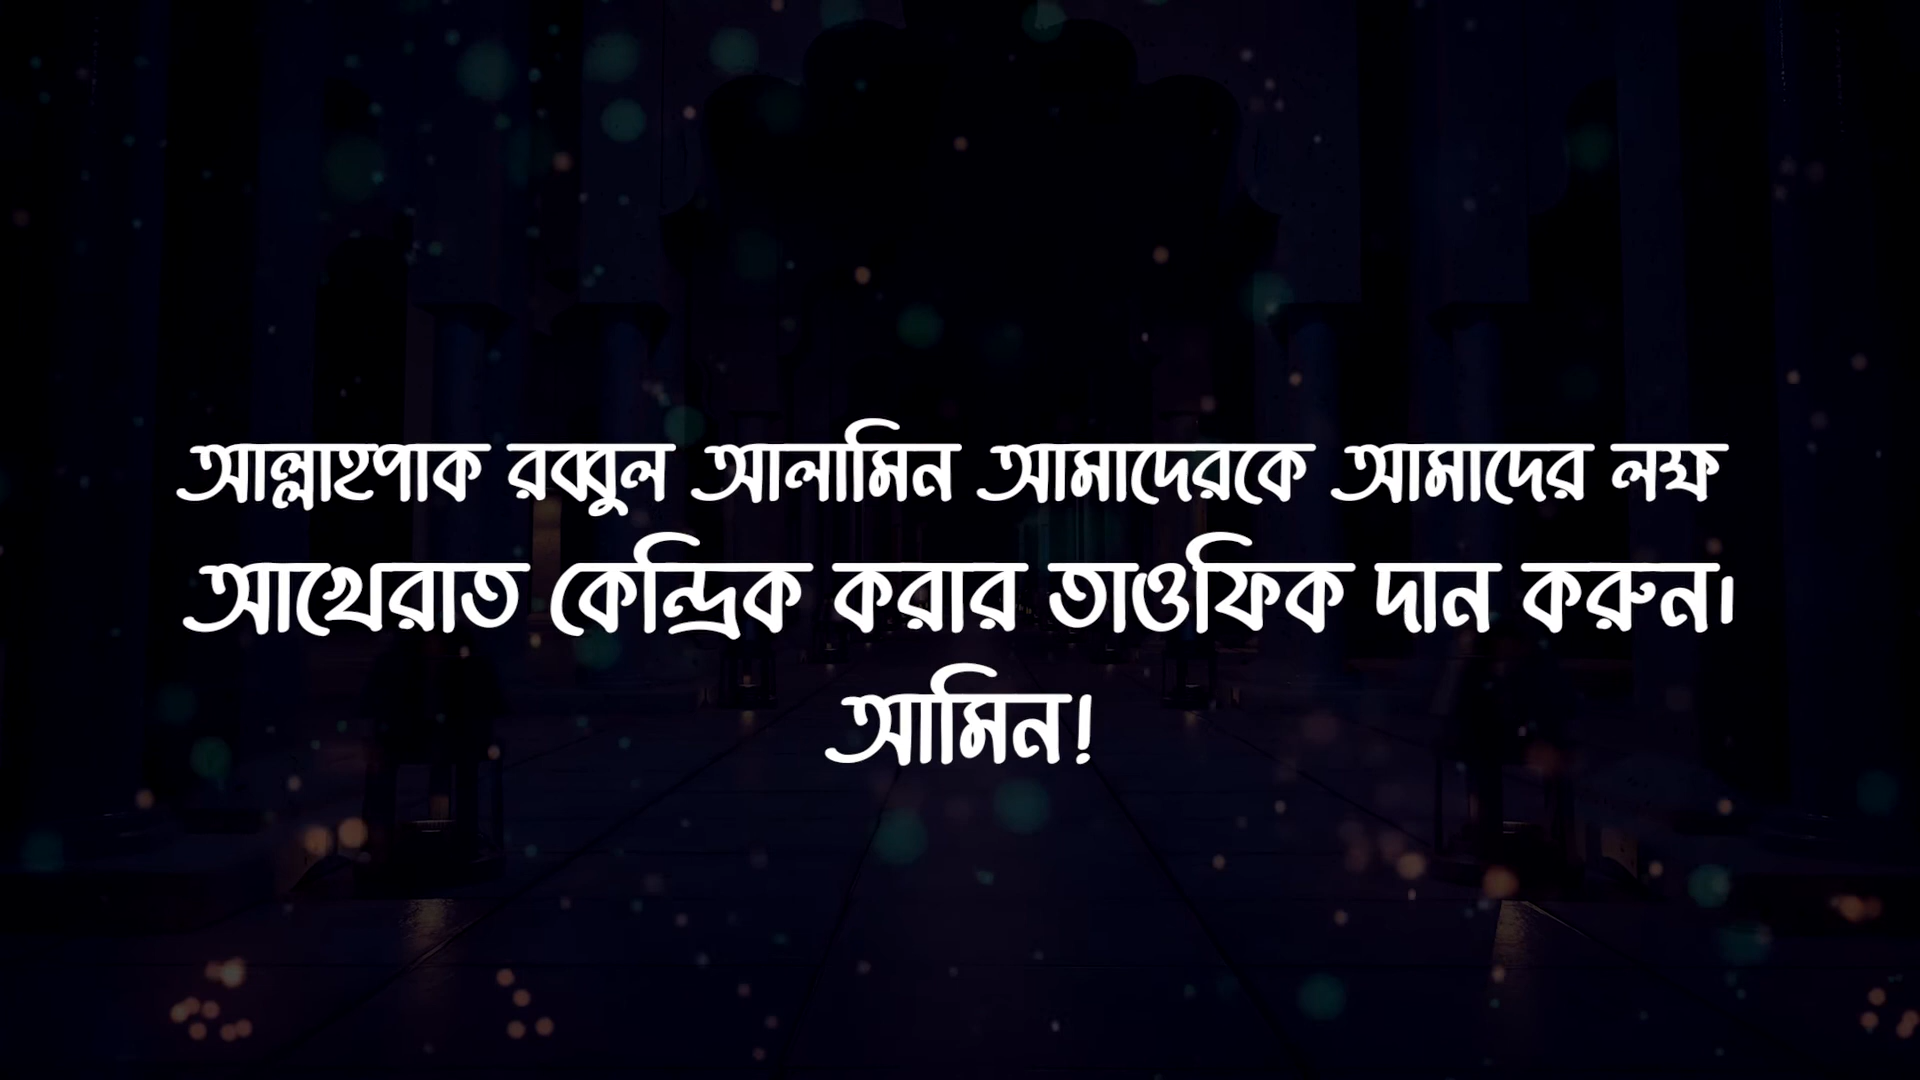 আল্লাহপাক রব্বুল আলামিন আমাদেরকে আমাদের লক্ষ
আখেরাত কেন্দ্রিক করার তাওফিক দান করুন।
আমিন!